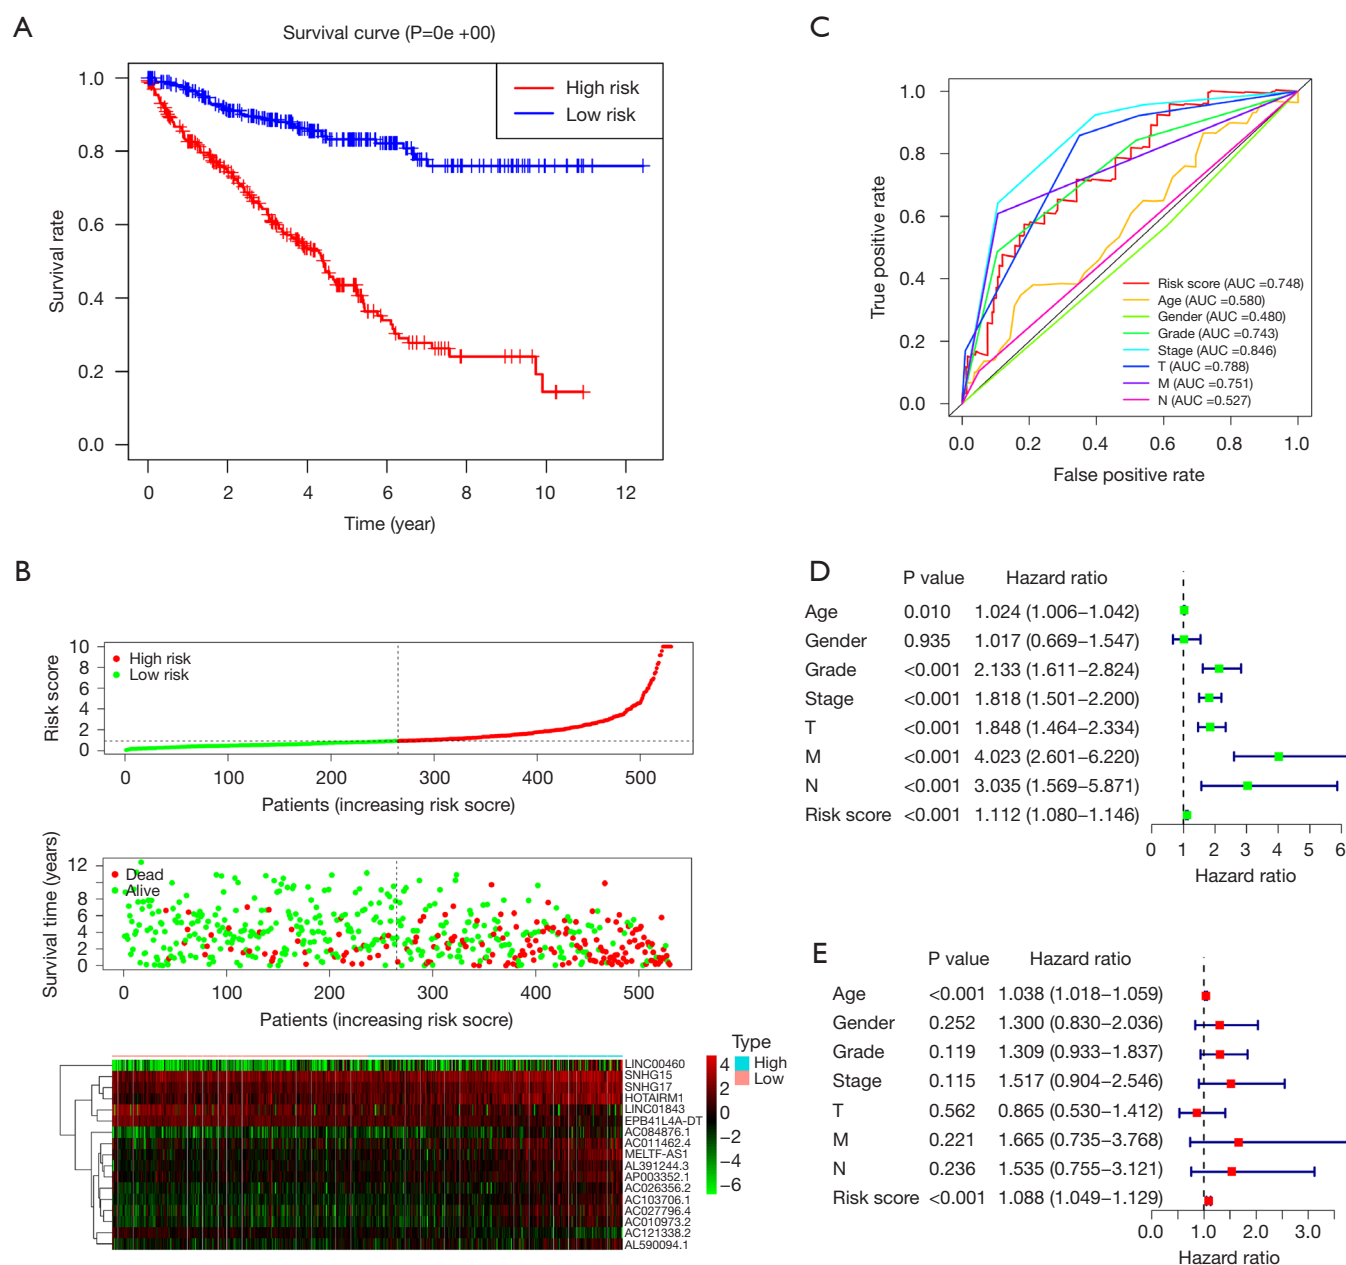 A
Survival curve (P=0e +00)
High risk
Low risk
1.0
0.8
0.6
0.4
0.2
0.0
Survival rate
0 2 4 6 8 10 12
Time (year)
B
High risk
Low risk
10
8
6
4
2
0
Risk score
0 100 200 300 400 500
Patients (increasing risk socre)
Dead
Alive
12
8
6
4
2
0
Survival time (years)
0 100 200 300 400 500
Patients (increasing risk socre)
LINC00460
SNHG15
SNHG17
HOTAIRM1
LINC01843
EPB41L4A-DT
AC084876.1
AC011462.4
MELTF-AS1
AL391244.3
AP003352.1
AC026356.2
AC103706.1
AC027796.4
AC010973.2
AC121338.2
AL590094.1
4
2
0
−2
−4
−6
Type
High
Low
C
1.0
0.8
0.6
0.4
0.2
0.0
True positive rate
Risk score (AUC =0.748)
Age (AUC =0.580)
Gender (AUC =0.480)
Grade (AUC =0.743)
Stage (AUC =0.846)
T (AUC =0.788)
M (AUC =0.751)
N (AUC =0.527)
0.0 0.2 0.4 0.6 0.8 1.0
False positive rate
D
P value Hazard ratio
Age 0.010 1.024 (1.006−1.042)
Gender 0.935 1.017 (0.669−1.547)
Grade <0.001 2.133 (1.611−2.824)
Stage <0.001 1.818 (1.501−2.200)
T <0.001 1.848 (1.464−2.334)
M <0.001 4.023 (2.601−6.220)
N <0.001 3.035 (1.569−5.871)
Risk score <0.001 1.112 (1.080−1.146)
0 1 2 3 4 5 6
Hazard ratio
E
P value Hazard ratio
Age <0.001 1.038 (1.018−1.059)
Gender 0.252 1.300 (0.830−2.036)
Grade 0.119 1.309 (0.933−1.837)
Stage 0.115 1.517 (0.904−2.546)
T 0.562 0.865 (0.530−1.412)
M 0.221 1.665 (0.735−3.768)
N 0.236 1.535 (0.755−3.121)
Risk score <0.001 1.088 (1.049−1.129)
0.0 1.0 2.0 3.0
Hazard ratio